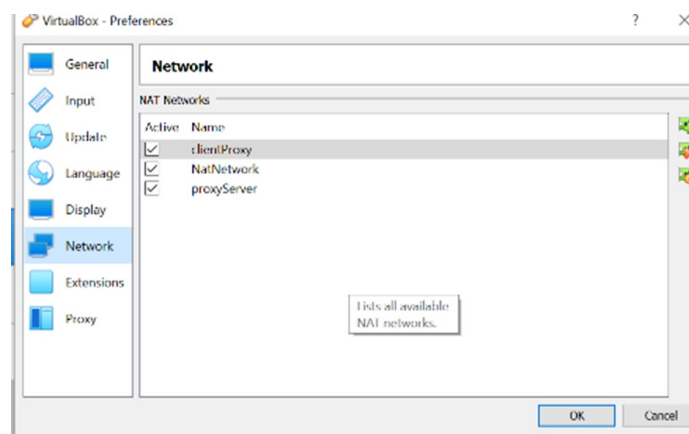 VirtualBox - Preferences
?
General
Input
Update
Language
Display
Network
Extensions
Proxy
Network
NAT Networks
Active Name
clientProxy
NatNetwork
proxyServer
Lists all available
NAT networks.
OK
Cancel